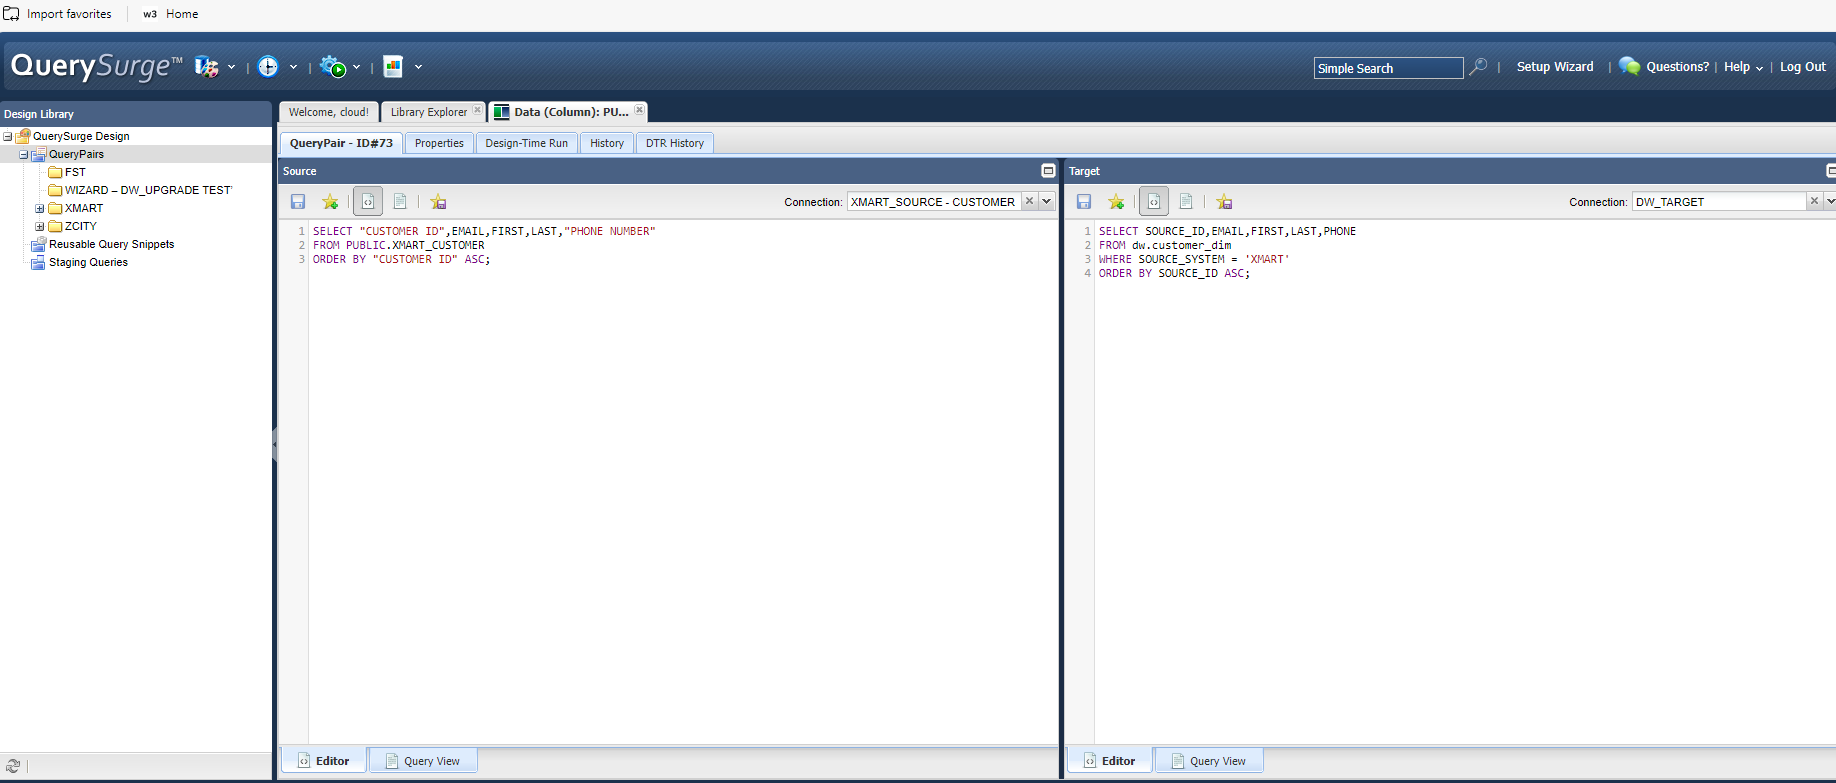 Import favorites w3 Home
QuerySurge™ Simple Search Setup Wizard Questions? Help Log Out
Design Library
QuerySurge Design
QueryPairs
FST
WIZARD – DW_UPGRADE TEST'
XMART
ZCITY
Reusable Query Snippets
Staging Queries
Welcome, cloud! Library Explorer Data (Column): PU...
QueryPair - ID#73 Properties Design-Time Run History DTR History
Source
Connection: XMART_SOURCE - CUSTOMER
1 SELECT "CUSTOMER ID",EMAIL,FIRST,LAST,"PHONE NUMBER"
2 FROM PUBLIC.XMART_CUSTOMER
3 ORDER BY "CUSTOMER ID" ASC;
Editor Query View
Target
Connection: DW_TARGET
1 SELECT SOURCE_ID,EMAIL,FIRST,LAST,PHONE
2 FROM dw.customer_dim
3 WHERE SOURCE_SYSTEM = 'XMART'
4 ORDER BY SOURCE_ID ASC;
Editor Query View